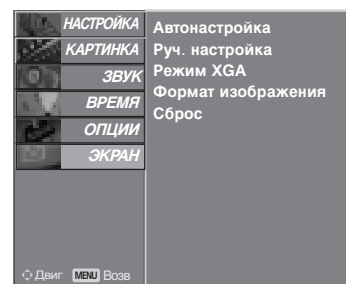 НАСТРОЙКА
КАРТИНКА
ЗВУК
ВРЕМЯ
ОПЦИИ
ЭКРАН
Автонастройка
Руч. настройка
Режим XGA
Формат изображения
Сброс
Двиг MENU Возв